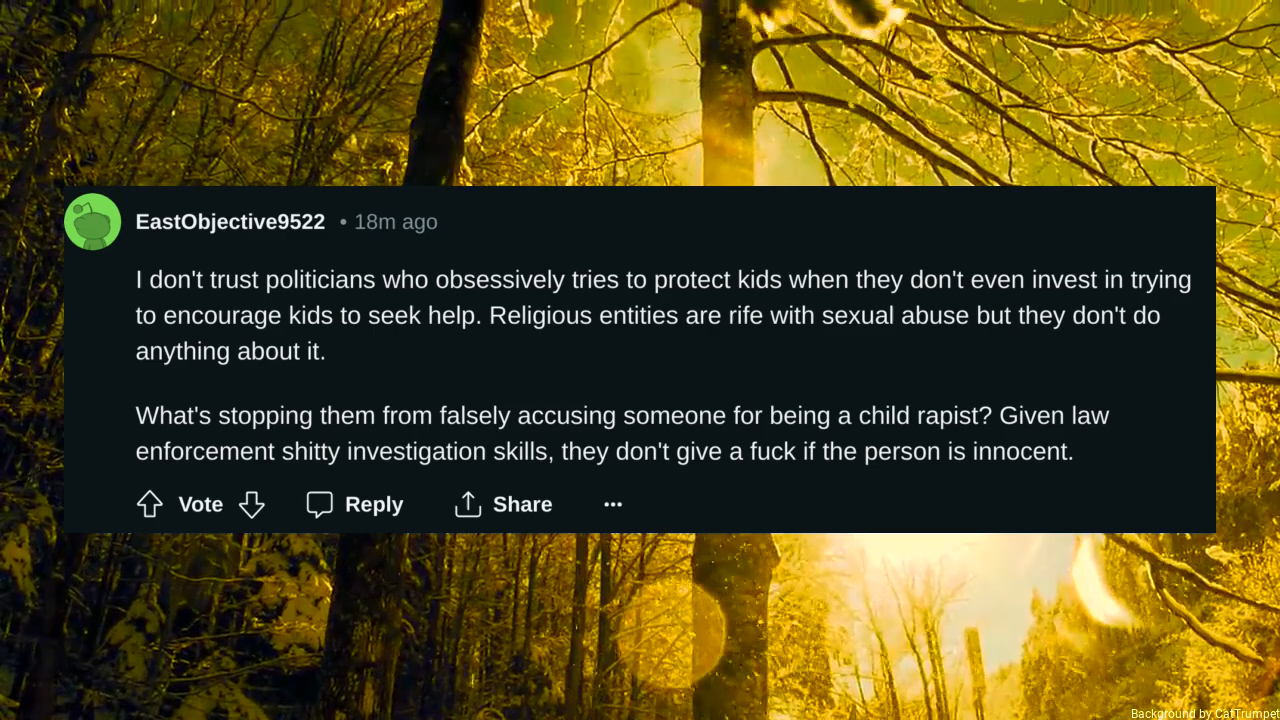 EastObjective9522 • 18m ago
I don't trust politicians who obsessively tries to protect kids when they don't even invest in trying
to encourage kids to seek help. Religious entities are rife with sexual abuse but they don't do
anything about it.
What's stopping them from falsely accusing someone for being a child rapist? Given law
enforcement shitty investigation skills, they don't give a fuck if the person is innocent.
Vote Reply Share ...
Background by CatTrumpet